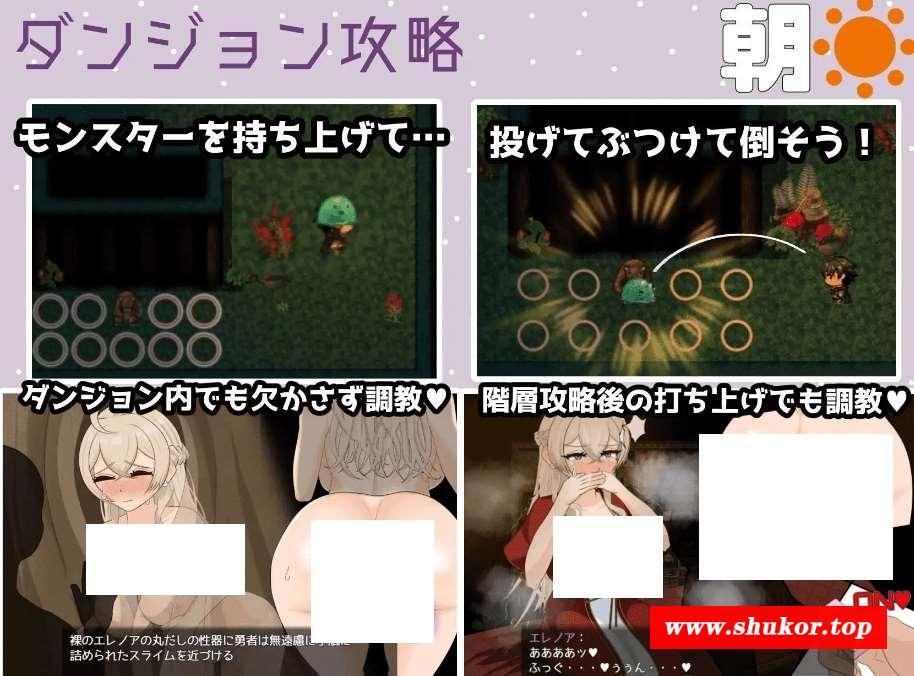 ダンジョン攻略
朝
モンスターを持ち上げて…
投げてぶつけて倒そう！
ダンジョン内でも欠かさず調教♥
階層攻略後の打ち上げでも調教♥
裸のエレノアの丸だしの性器に勇者は無遠慮に
詰められたスライムを近づける
ON♥
エレノア：
ああああッ♥
ふっぐ・・・♥うぅん・・・♥
www.shukor.top